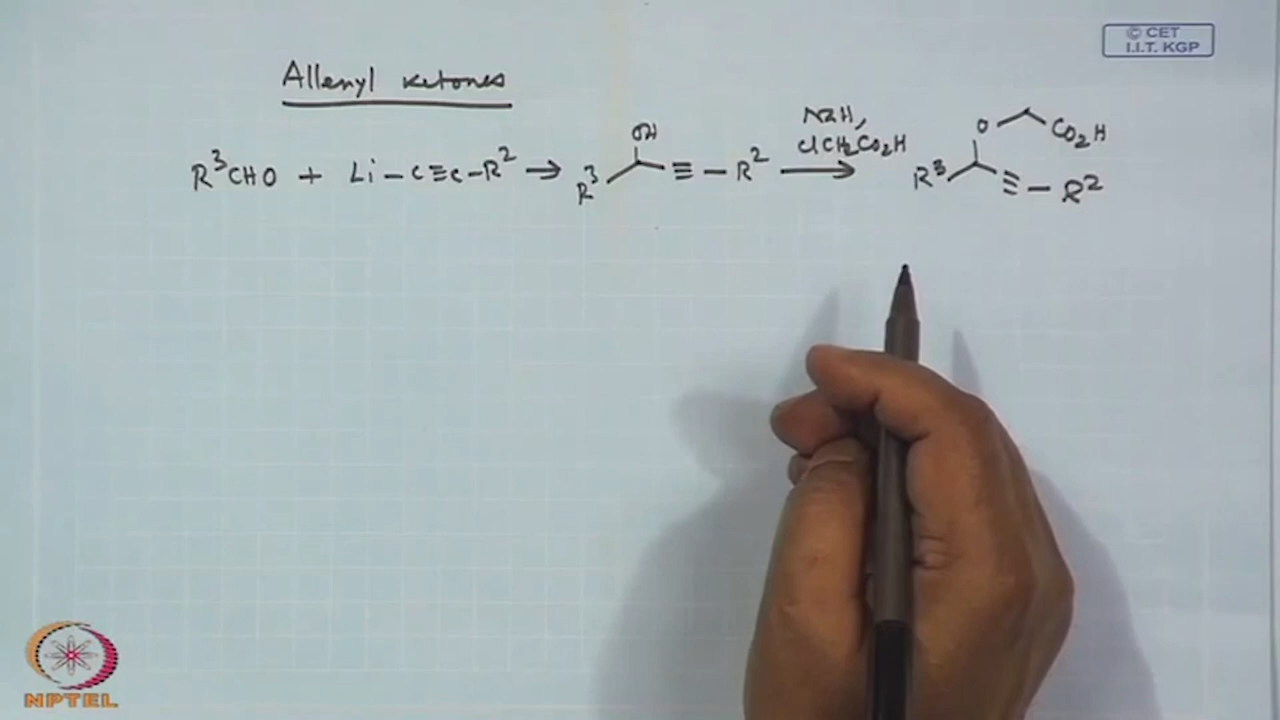 © CET
I.I.T. KGP
Allenyl ketones
R³CHO + Li-C≡C-R² → R³ OH ≡-R² NaH, ClCH₂CO₂H → R³ O CO₂H ≡-R²
NPTEL